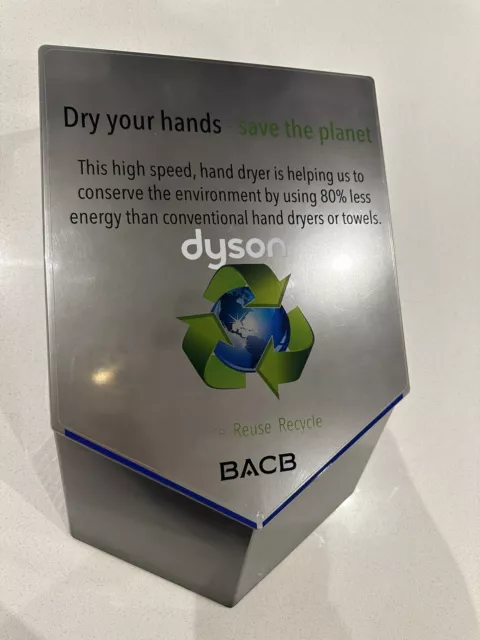 Dry your hands - save the planet
This high speed, hand dryer is helping us to
conserve the environment by using 80% less
energy than conventional hand dryers or towels.
dyson
Reuse Recycle
BACB